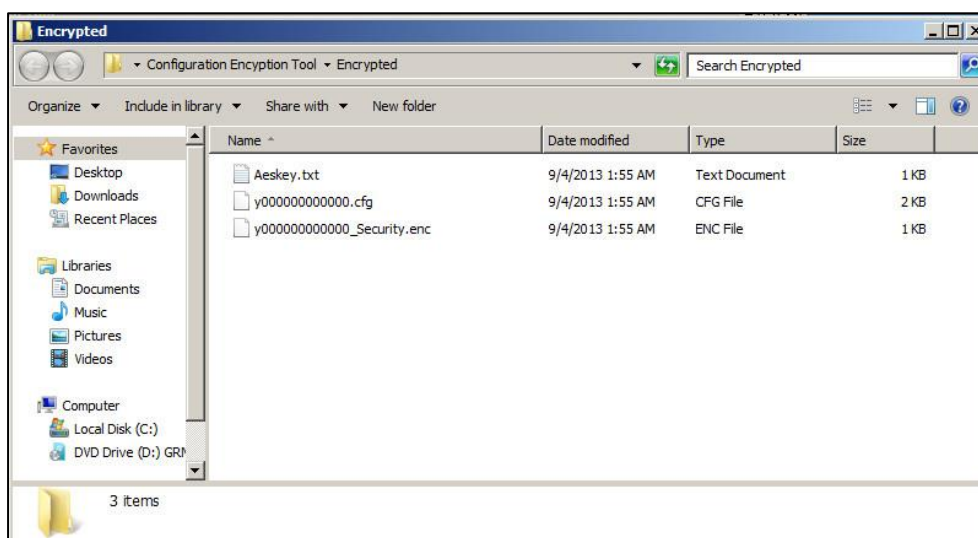 Encrypted
Configuration Encyption Tool Encrypted Search Encrypted
Organize Include in library Share with New folder
Name Date modified Type Size
Favorites
Desktop
Downloads
Recent Places
Libraries
Documents
Music
Pictures
Videos
Computer
Local Disk (C:)
DVD Drive (D:) GRM
Aeskey.txt 9/4/2013 1:55 AM Text Document 1 KB
y000000000000.cfg 9/4/2013 1:55 AM CFG File 2 KB
y000000000000_Security.enc 9/4/2013 1:55 AM ENC File 1 KB
3 items